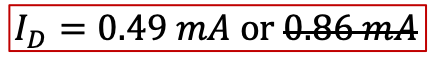 I_D = 0.49 mA or ~~0.86 mA~~